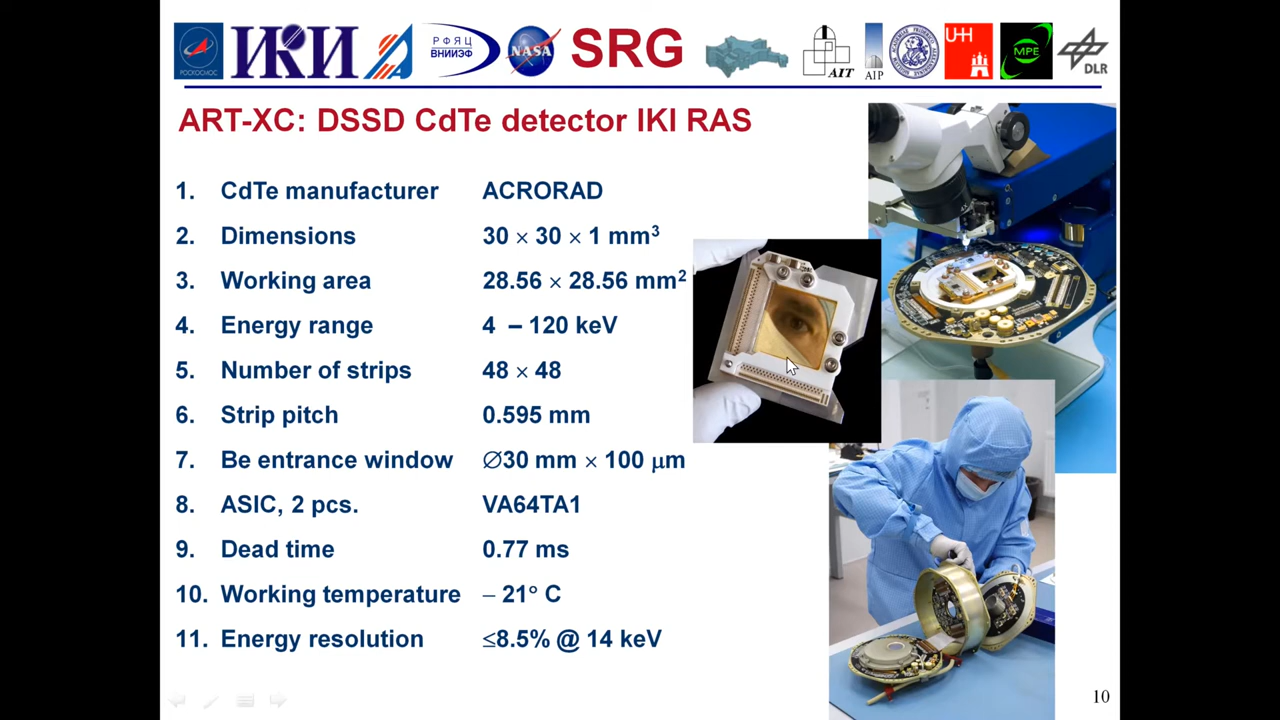 РОСКОСМОС
ИКИ
РФЯЦ
ВНИИЭФ
NASA
SRG
AIT
AIP
UHH
MPE
DLR
ART-XC: DSSD CdTe detector IKI RAS
1. CdTe manufacturer ACRORAD
2. Dimensions 30 × 30 × 1 mm³
3. Working area 28.56 × 28.56 mm²
4. Energy range 4 – 120 keV
5. Number of strips 48 × 48
6. Strip pitch 0.595 mm
7. Be entrance window ∅30 mm × 100 μm
8. ASIC, 2 pcs. VA64TA1
9. Dead time 0.77 ms
10. Working temperature – 21° C
11. Energy resolution ≤8.5% @ 14 keV
10